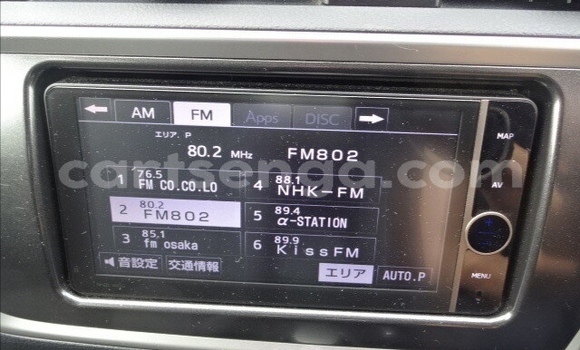 AM FM Apps DISC
エリア. P
80.2 MHz FM802
1 76.5 FM CO.CO.LO
2 80.2 FM802
3 85.1 fm osaka
4 88.1 NHK-FM
5 89.4 α-STATION
6 89.9 KissFM
音設定 交通情報 エリア AUTO.P
MAP
AV
MENU
cartsenga.com